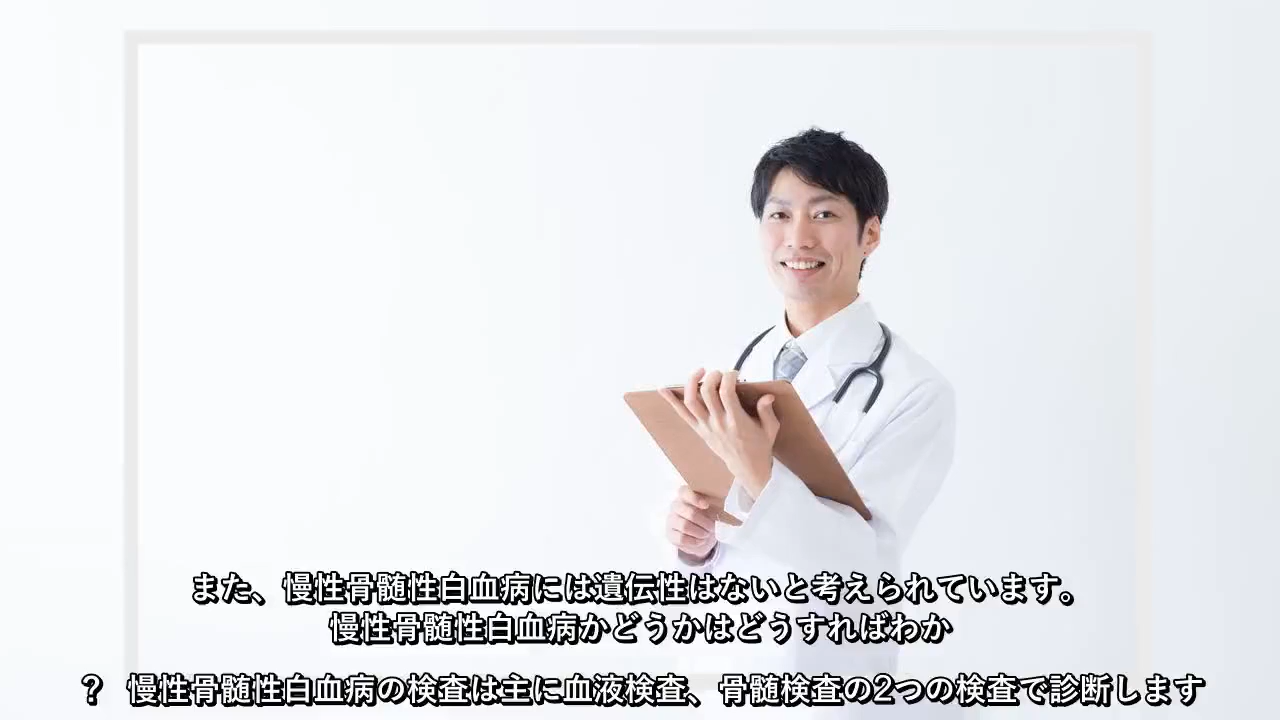 また、慢性骨髄性白血病には遺伝性はないと考えられています。
慢性骨髄性白血病かどうかはどうすればわか
？ 慢性骨髄性白血病の検査は主に血液検査、骨髄検査の2つの検査で診断します